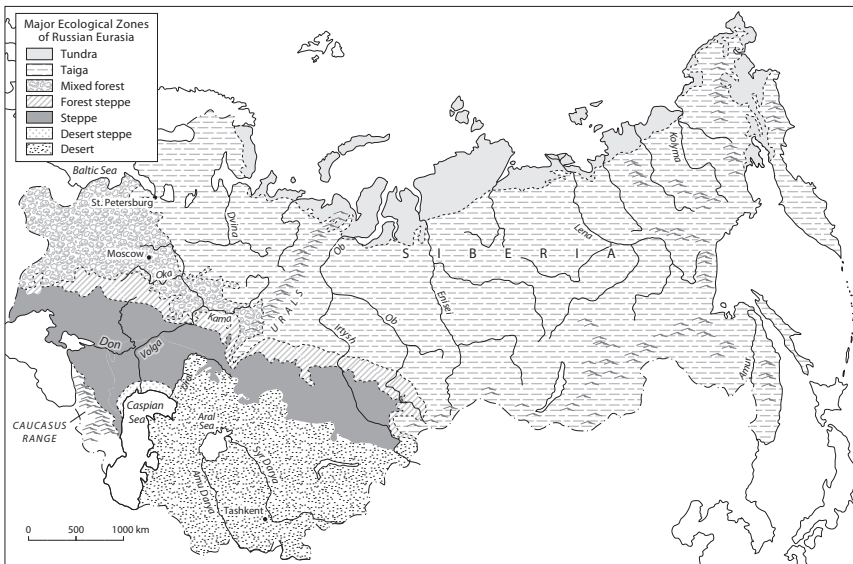 Major Ecological Zones
of Russian Eurasia
Tundra
Taiga
Mixed forest
Forest steppe
Steppe
Desert steppe
Desert
Baltic Sea
St. Petersburg
Moscow
Oka
Dvina
Kama
URALS
Ob
Irtysh
Ob
Enisei
SIBERIA
Lena
Kolyma
Amur
Don
Volga
Ural
Caspian
Sea
CAUCASUS
RANGE
Aral
Sea
Syr Darya
Amu Darya
Tashkent
0 500 1000 km